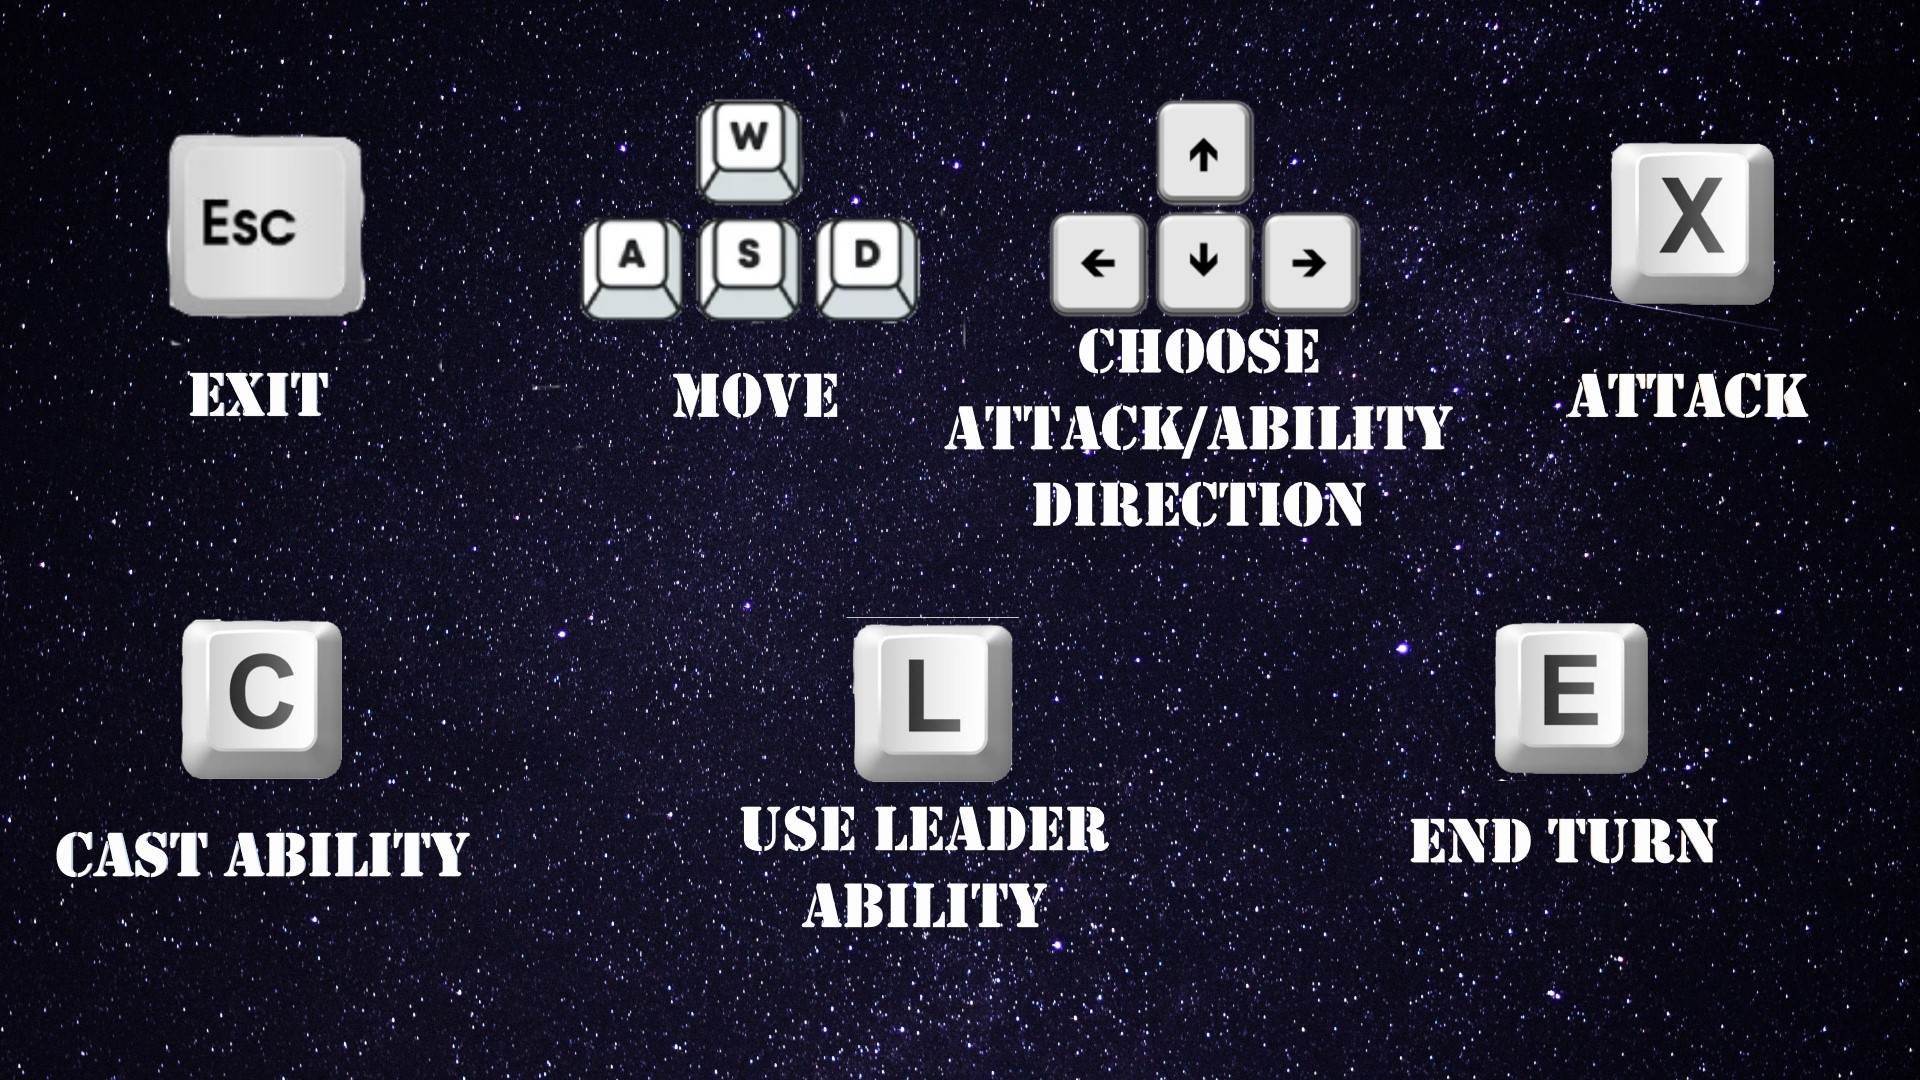 Esc
W
A S D
↑
← ↓ →
X
EXIT
MOVE
CHOOSE
ATTACK/ABILITY
DIRECTION
ATTACK
C
L
E
CAST ABILITY
USE LEADER
ABILITY
END TURN